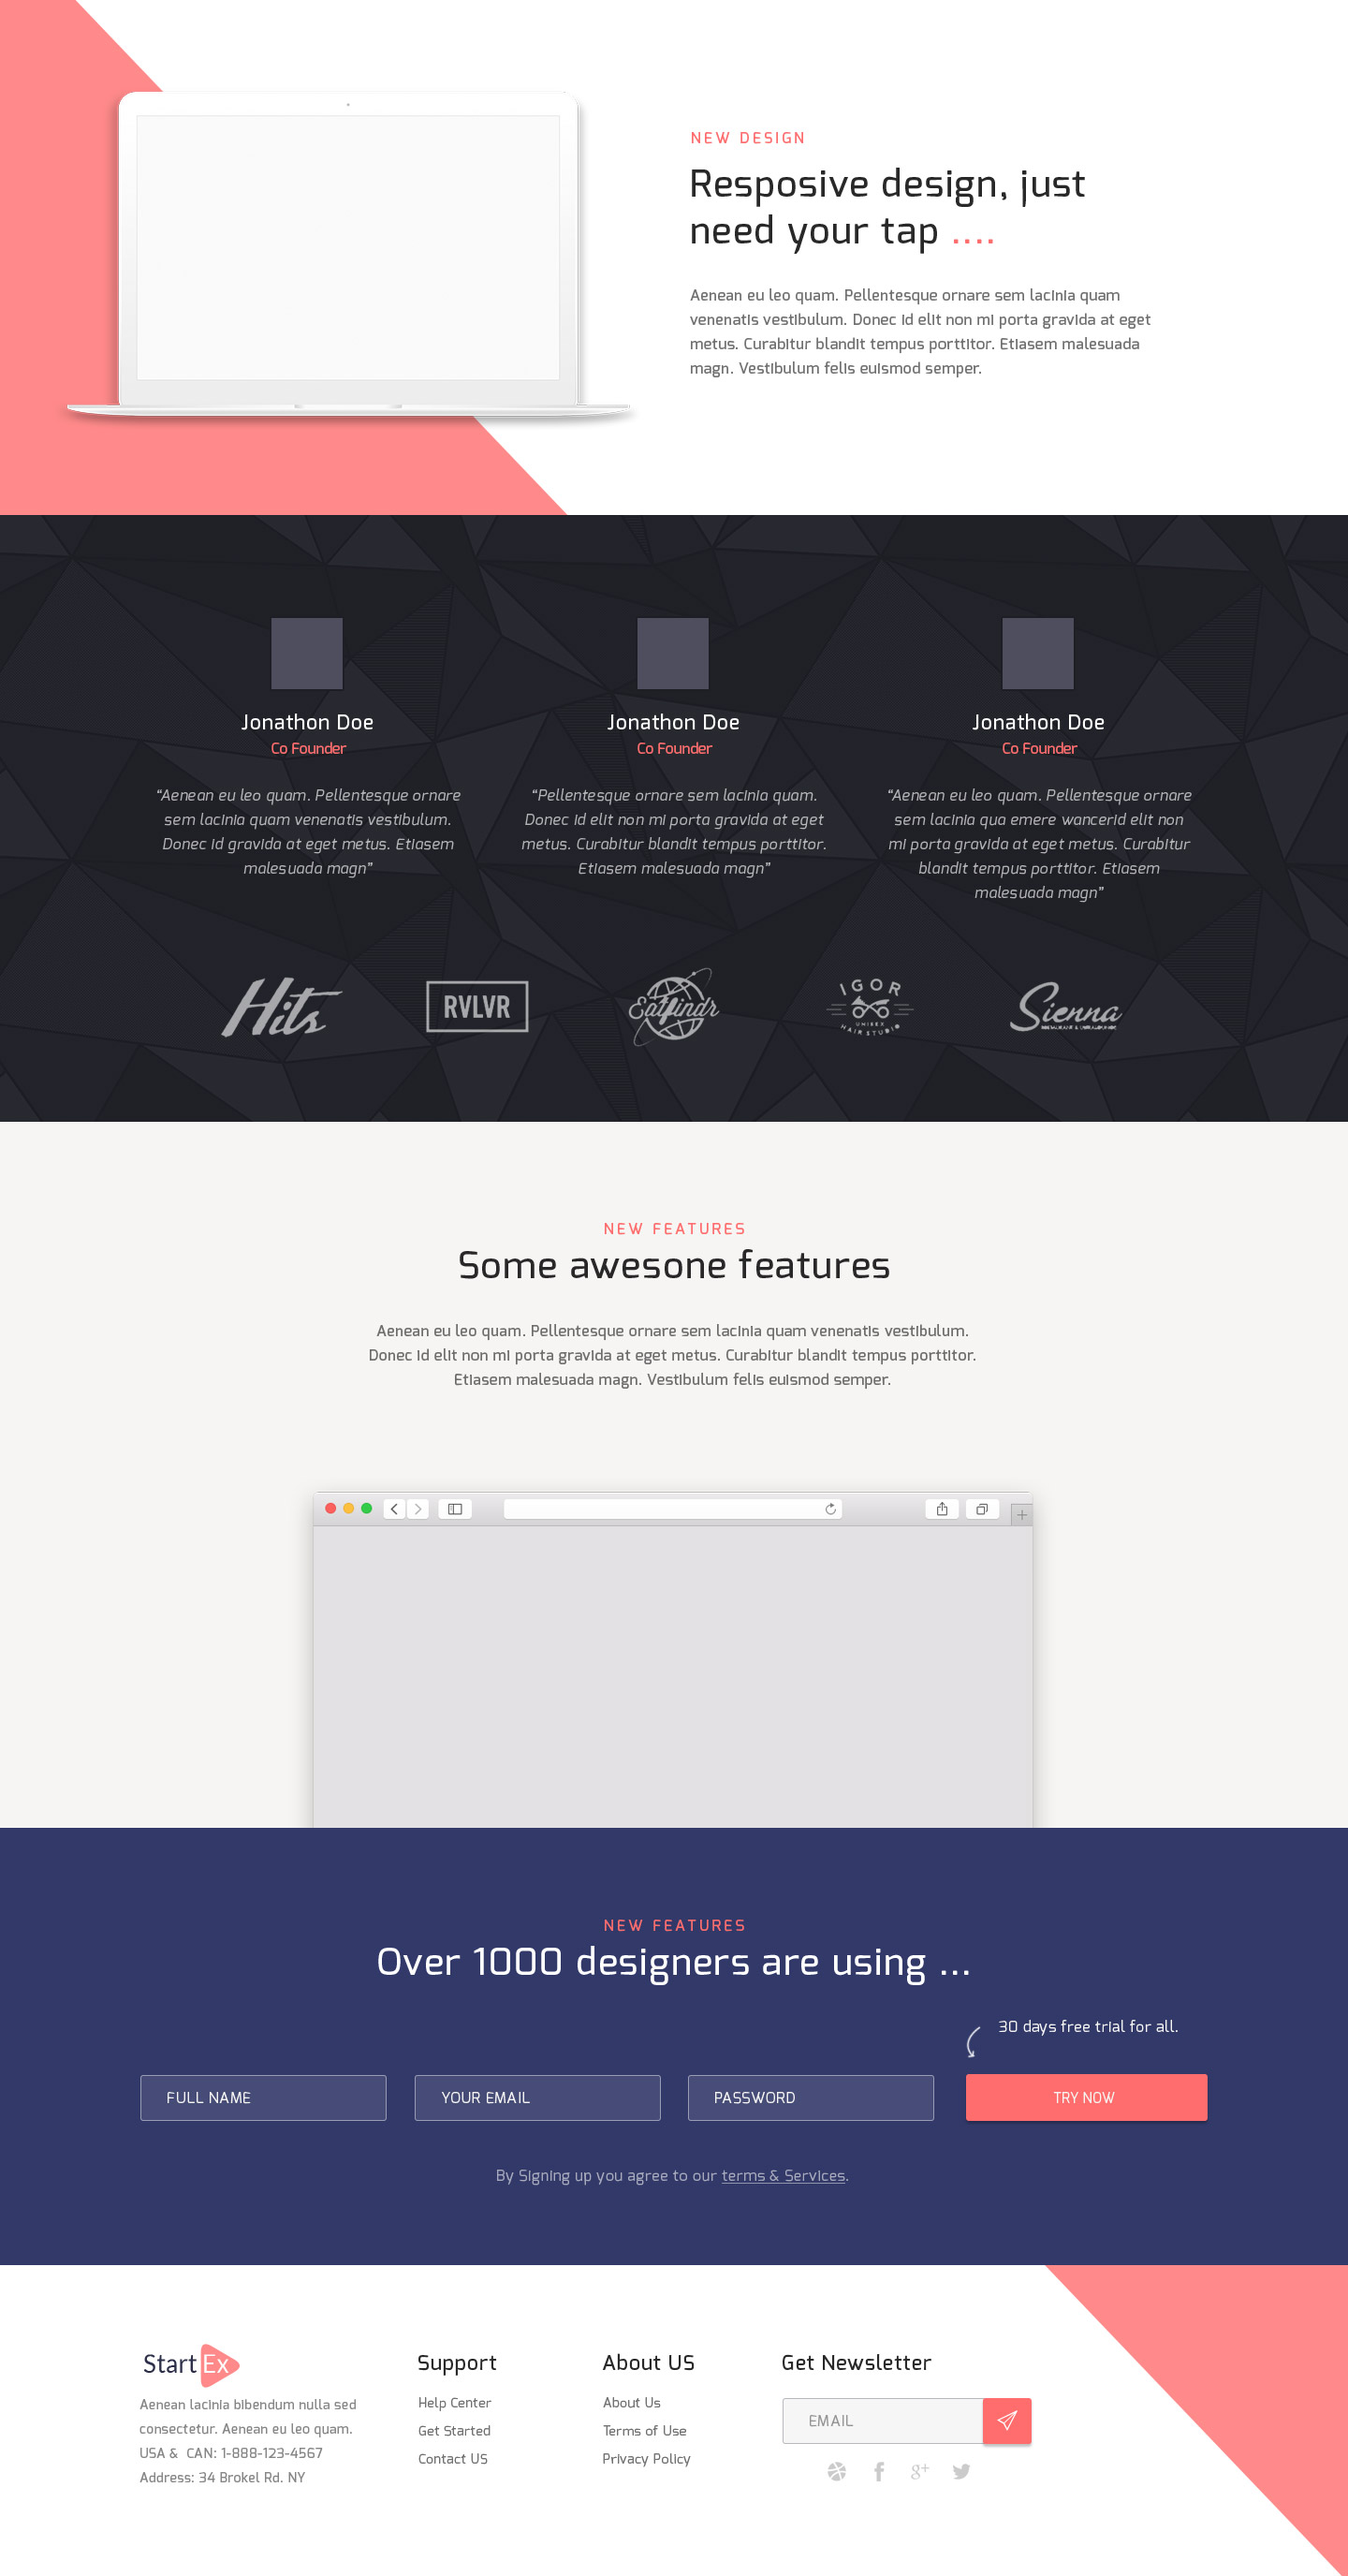 NEW DESIGN
Resposive design, just
need your tap ....
Aenean eu leo quam. Pellentesque ornare sem lacinia quam
venenatis vestibulum. Donec id elit non mi porta gravida at eget
metus. Curabitur blandit tempus porttitor. Etiasem malesuada
magn. Vestibulum felis euismod semper.
Jonathon Doe
Co Founder
“Aenean eu leo quam. Pellentesque ornare
sem lacinia quam venenatis vestibulum.
Donec id gravida at eget metus. Etiasem
malesuada magn”
Jonathon Doe
Co Founder
“Pellentesque ornare sem lacinia quam.
Donec id elit non mi porta gravida at eget
metus. Curabitur blandit tempus porttitor.
Etiasem malesuada magn”
Jonathon Doe
Co Founder
“Aenean eu leo quam. Pellentesque ornare
sem lacinia qua emere wancerid elit non
mi porta gravida at eget metus. Curabitur
blandit tempus porttitor. Etiasem
malesuada magn”
Hits
RVLVR
Eatfindr
IGOR
UNISEX
HAIR STUDIO
Sienna
NEW FEATURES
Some awesone features
Aenean eu leo quam. Pellentesque ornare sem lacinia quam venenatis vestibulum.
Donec id elit non mi porta gravida at eget metus. Curabitur blandit tempus porttitor.
Etiasem malesuada magn. Vestibulum felis euismod semper.
NEW FEATURES
Over 1000 designers are using ...
30 days free trial for all.
FULL NAME
YOUR EMAIL
PASSWORD
TRY NOW
By Signing up you agree to our terms & Services.
StartEx
Aenean lacinia bibendum nulla sed
consectetur. Aenean eu leo quam.
USA & CAN: 1-888-123-4567
Address: 34 Brokel Rd. NY
Support
Help Center
Get Started
Contact US
About US
About Us
Terms of Use
Privacy Policy
Get Newsletter
EMAIL